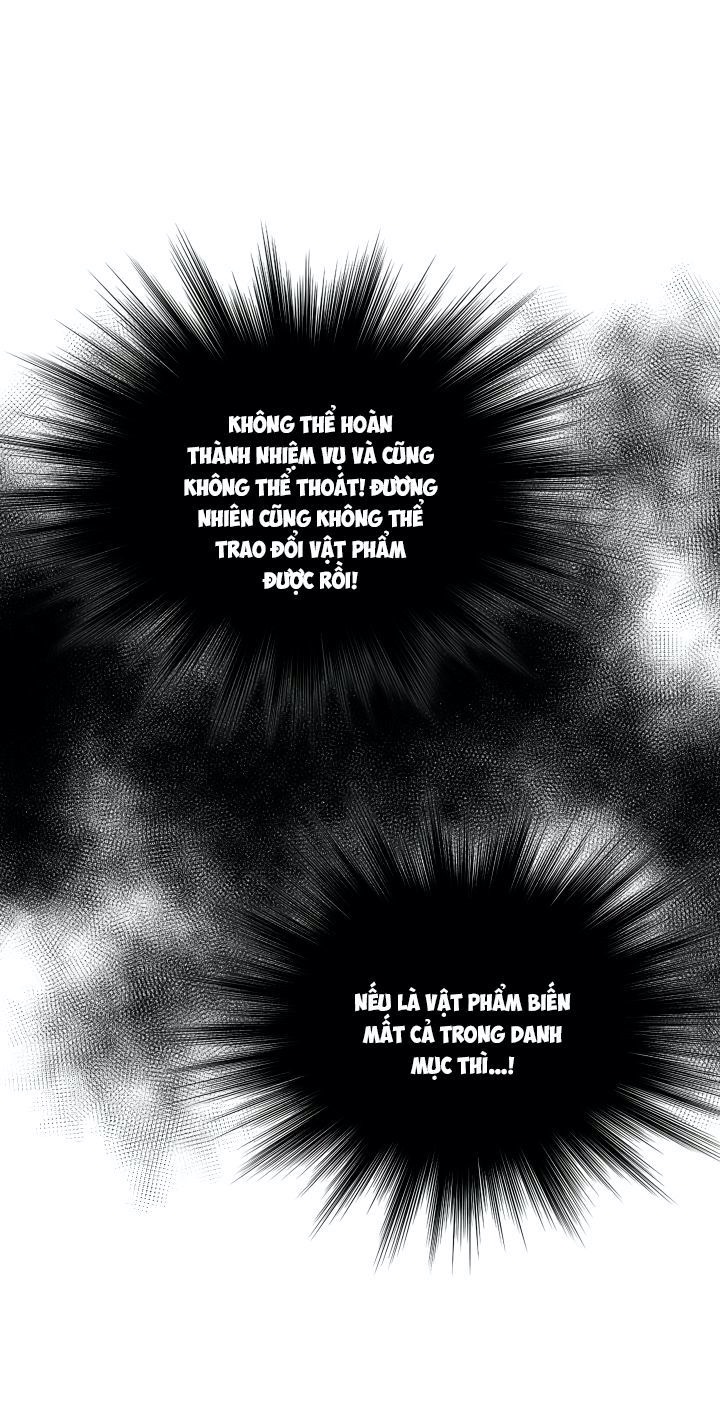 KHÔNG THỂ HOÀN
THÀNH NHIỆM VỤ VÀ CŨNG
KHÔNG THỂ THOÁT! ĐƯƠNG
NHIÊN CŨNG KHÔNG THỂ
TRAO ĐỔI VẬT PHẨM
ĐƯỢC RỒI!
NẾU LÀ VẬT PHẨM BIẾN
MẤT CẢ TRONG DANH
MỤC THÌ...!